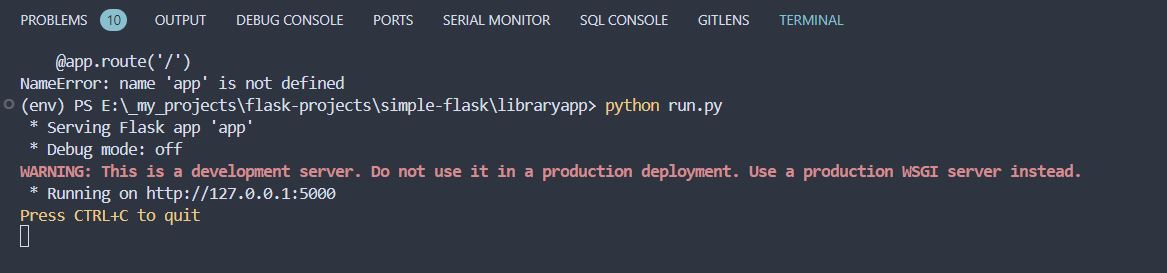 PROBLEMS 10 OUTPUT DEBUG CONSOLE PORTS SERIAL MONITOR SQL CONSOLE GITLENS TERMINAL
@app.route('/')
NameError: name 'app' is not defined
(env) PS E:\_my_projects\flask-projects\simple-flask\libraryapp> python run.py
* Serving Flask app 'app'
* Debug mode: off
WARNING: This is a development server. Do not use it in a production deployment. Use a production WSGI server instead.
* Running on http://127.0.0.1:5000
Press CTRL+C to quit